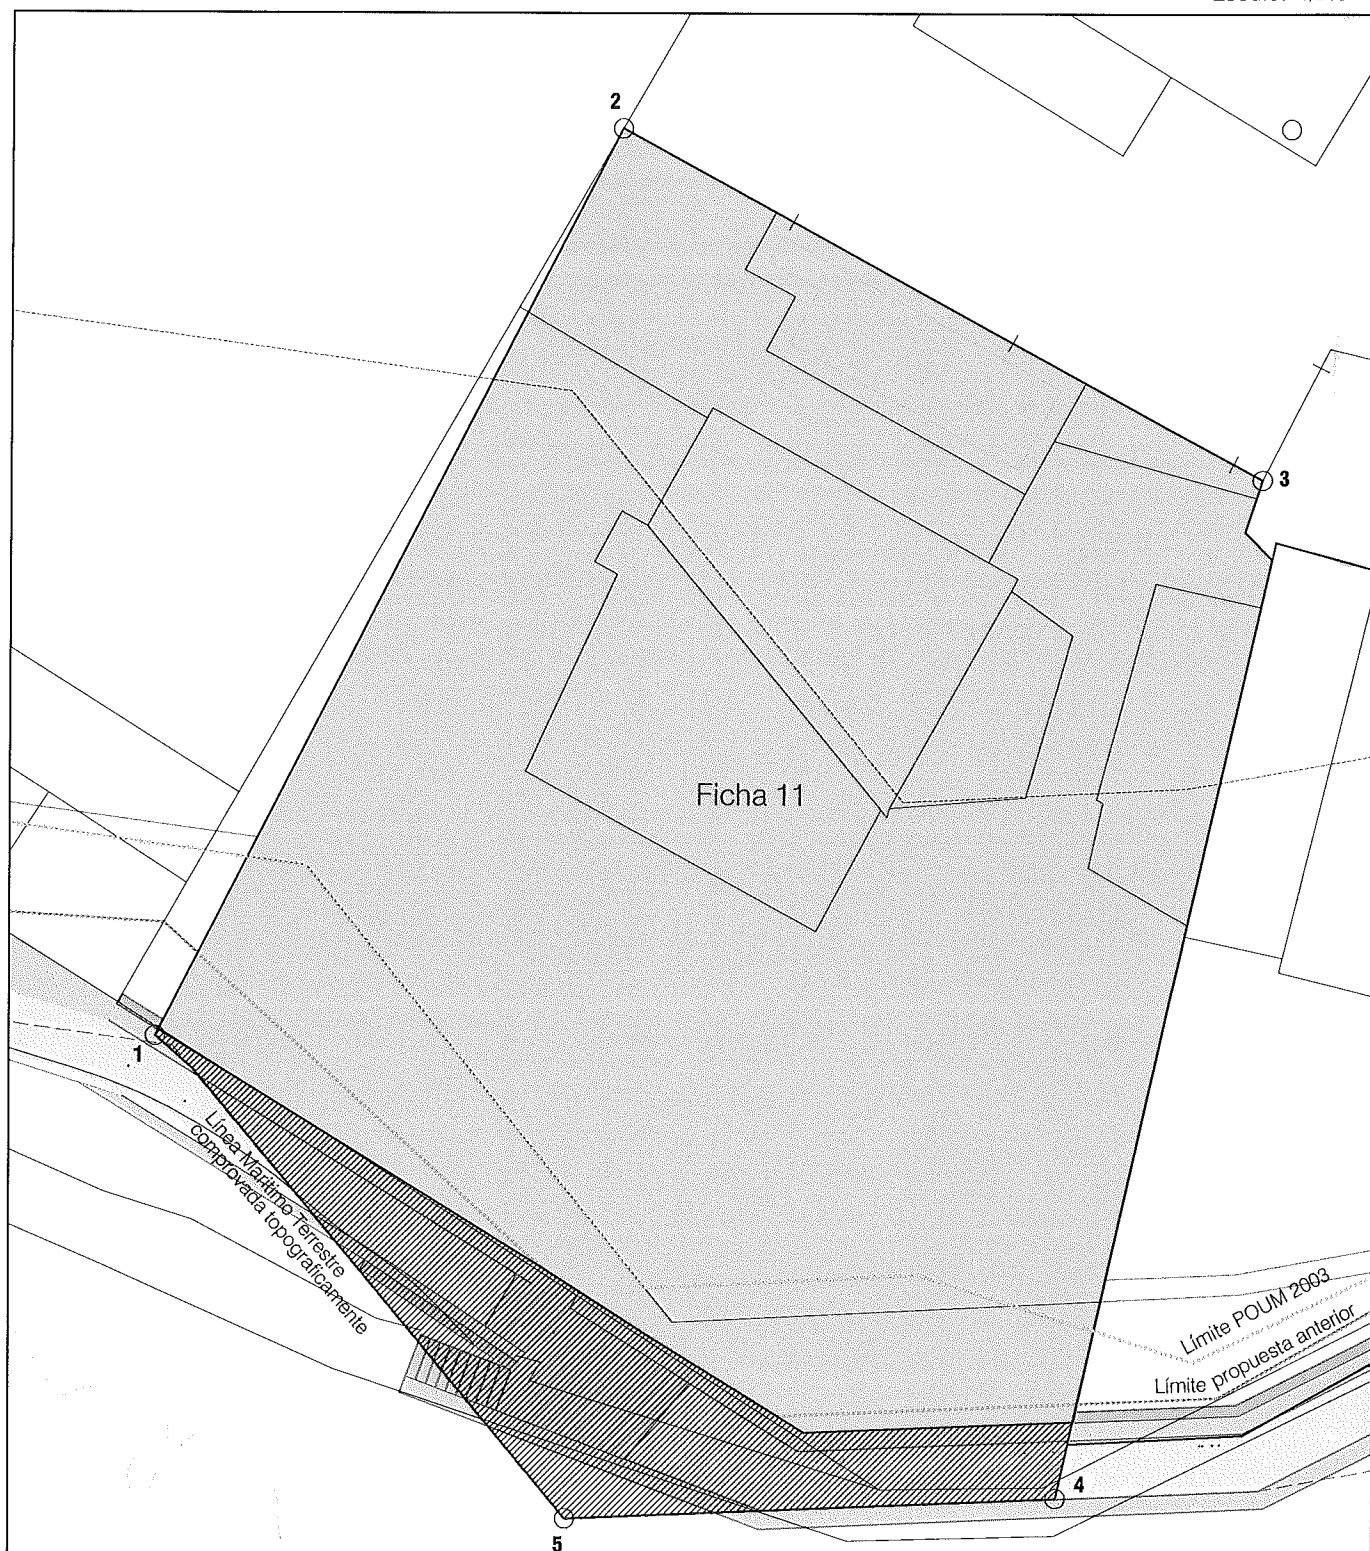 2
3
Ficha 11
1
Línea Marítimo Terrestre
comprovada topograficamente
Límite POUM 2003
Límite propuesta anterior
4
5